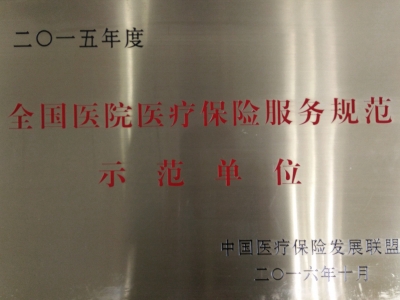 二〇一五年度
全国医院医疗保险服务规范
示范单位
中国医疗保险发展联盟
二〇一六年一月